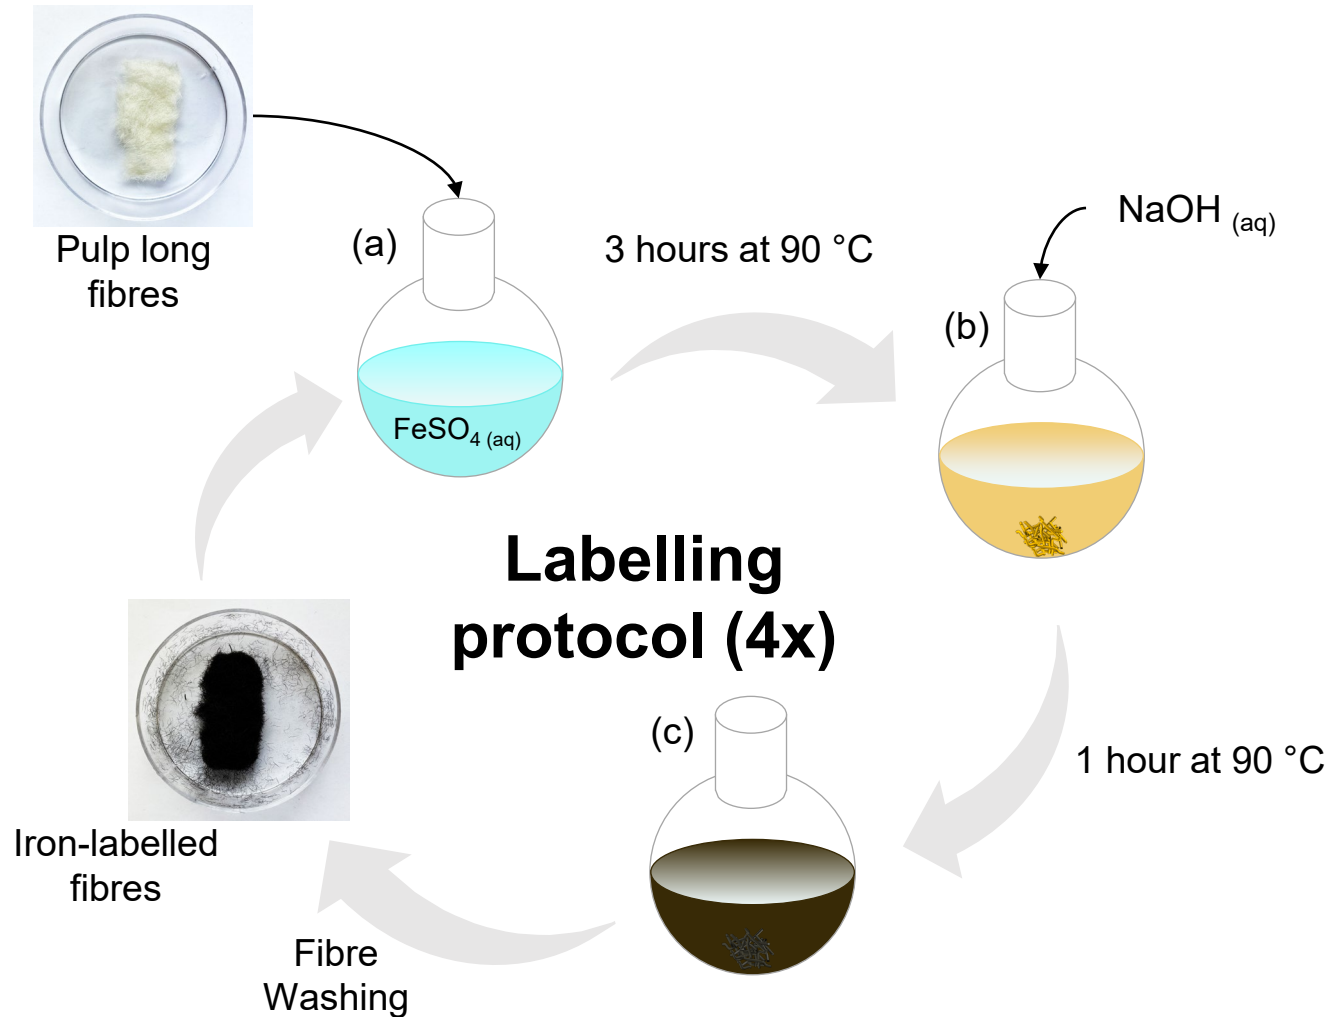 Pulp long
fibres
(a)
FeSO4 (aq)
3 hours at 90 °C
NaOH (aq)
(b)
Labelling
protocol (4x)
1 hour at 90 °C
(c)
Fibre
Washing
Iron-labelled
fibres